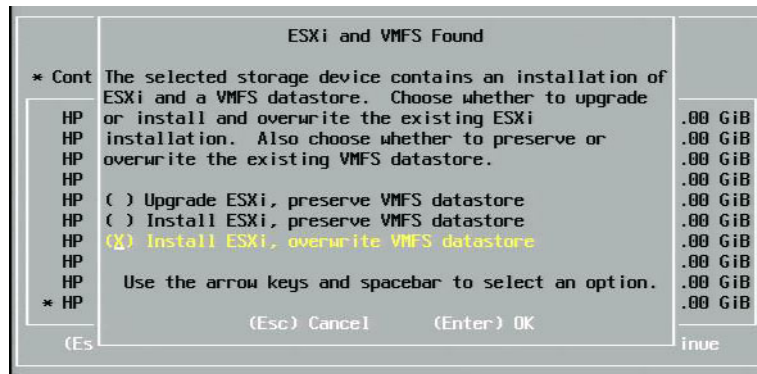 ESXi and VMFS Found
* Cont
The selected storage device contains an installation of
ESXi and a VMFS datastore. Choose whether to upgrade
HP or install and overwrite the existing ESXi .00 GiB
HP installation. Also choose whether to preserve or .00 GiB
HP overwrite the existing VMFS datastore. .00 GiB
HP .00 GiB
HP ( ) Upgrade ESXi, preserve VMFS datastore .00 GiB
HP ( ) Install ESXi, preserve VMFS datastore .00 GiB
HP (X) Install ESXi, overwrite VMFS datastore .00 GiB
HP .00 GiB
HP Use the arrow keys and spacebar to select an option. .00 GiB
* HP .00 GiB
(Esc) Cancel (Enter) OK
(Es inue